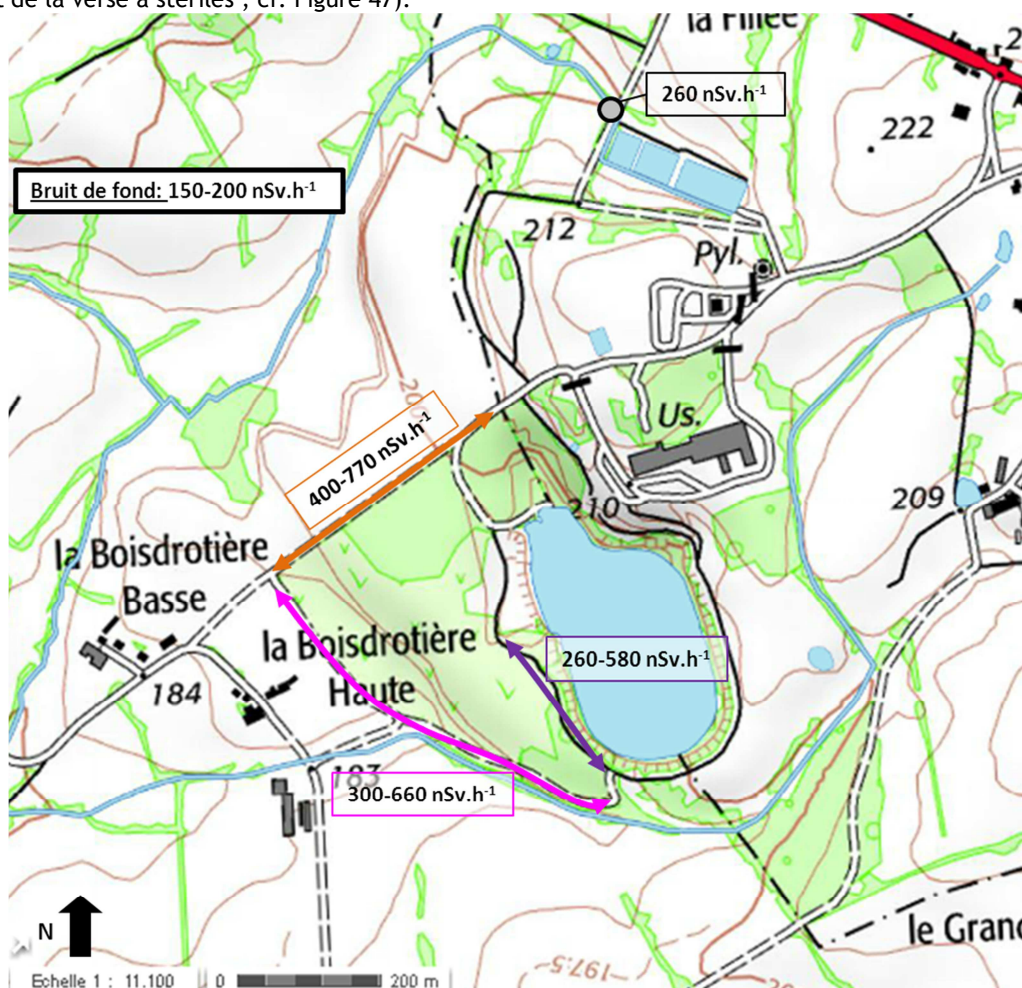 de la verse à stériles ; cf. Figure 47).
la Fillée
260 nSv.h⁻¹
222
Bruit de fond: 150-200 nSv.h⁻¹
212
Pyl.
400-770 nSv.h⁻¹
Us.
210
209
la Boisdrotière
Basse
la Boisdrotière
Haute
260-580 nSv.h⁻¹
184
183
300-660 nSv.h⁻¹
N
le Grand
-197.5-
Echelle 1 : 11.100
0
200 m